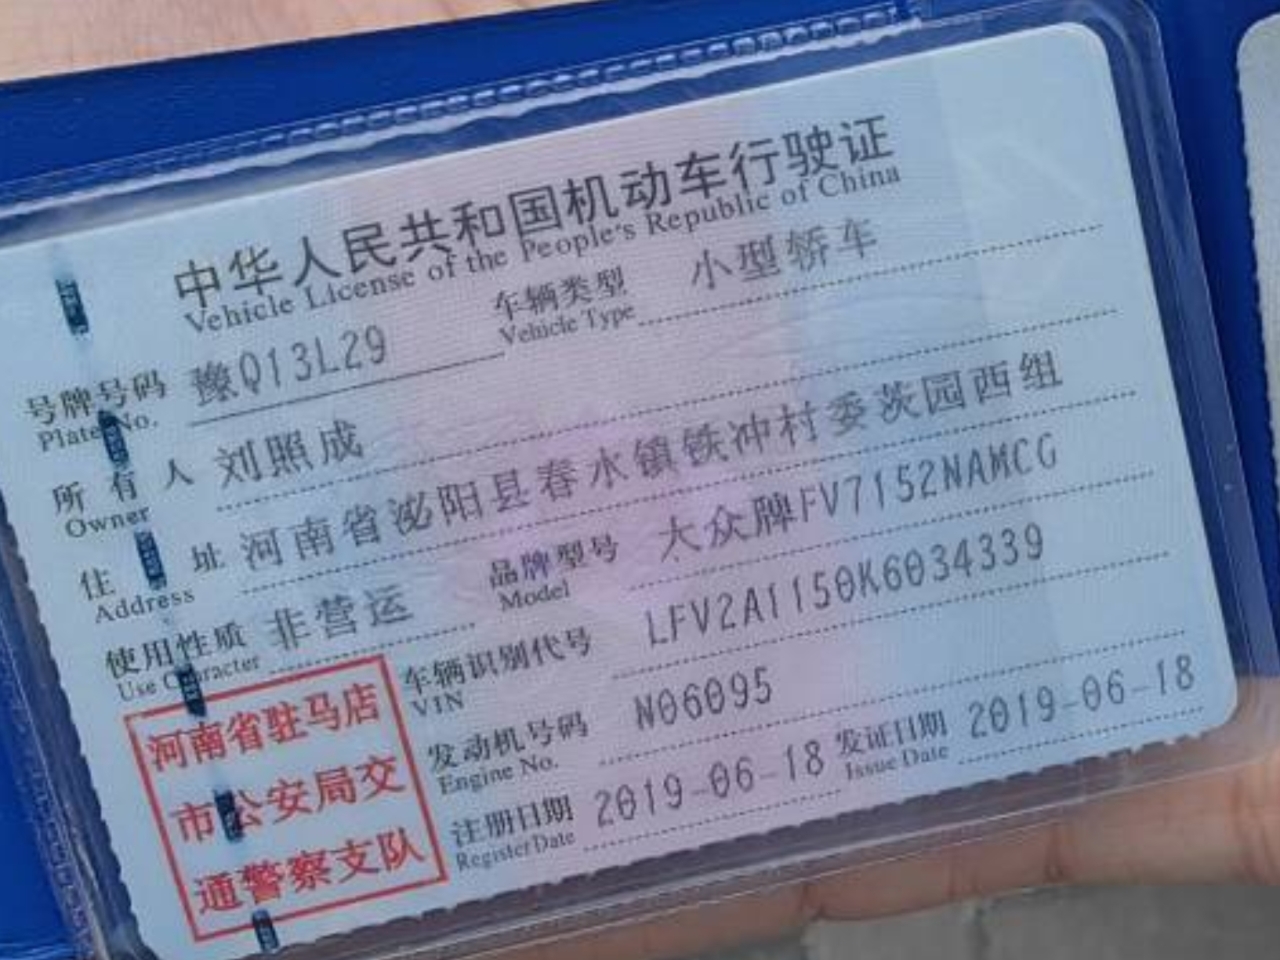 中华人民共和国机动车行驶证
Vehicle License of the People's Republic of China
号牌号码 豫Q13L29 车辆类型 小型轿车
Plate No. Vehicle Type
所有人 刘照成
Owner
住址 河南省泌阳县春水镇铁冲村委茨园西组
Address
使用性质 非营运 品牌型号 大众牌FV7152NAMCG
Use Character Model
车辆识别代号 LFV2A1150K6034339
VIN
发动机号码 N06095
Engine No.
注册日期 2019-06-18 发证日期 2019-06-18
Register Date Issue Date
河南省驻马店
市公安局交
通警察支队